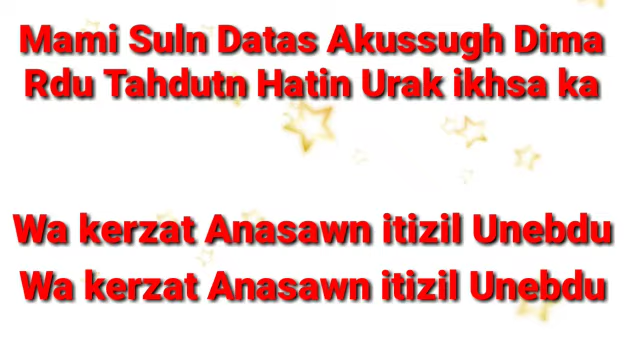 Mami Suln Datas Akussugh Dima
Rdu Tahdutn Hatin Urak ikhsa ka
Wa kerzat Anasawn itizil Unebdu
Wa kerzat Anasawn itizil Unebdu